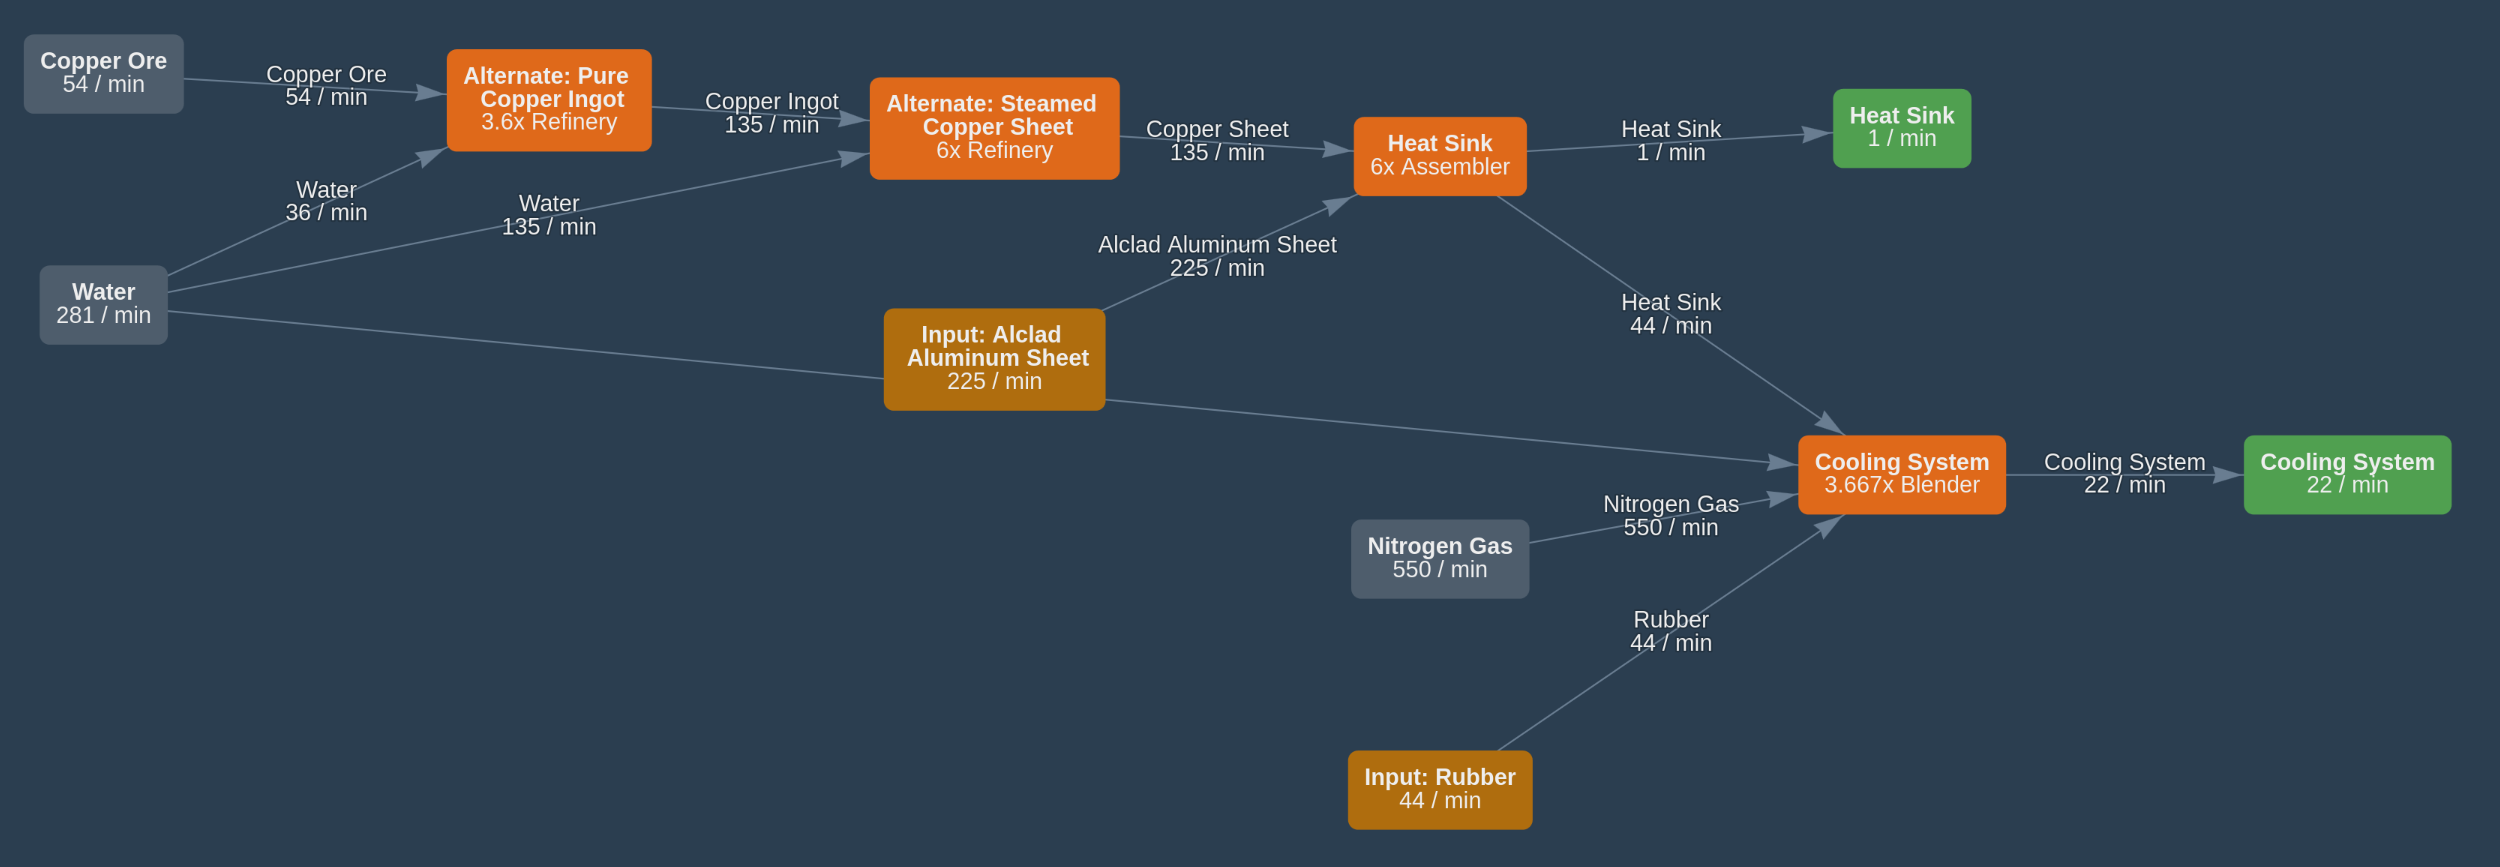 Copper Ore
54 / min
Copper Ore
54 / min
Alternate: Pure
Copper Ingot
3.6x Refinery
Copper Ingot
135 / min
Alternate: Steamed
Copper Sheet
6x Refinery
Copper Sheet
135 / min
Heat Sink
6x Assembler
Heat Sink
1 / min
Heat Sink
1 / min
Water
36 / min
Water
135 / min
Water
281 / min
Alclad Aluminum Sheet
225 / min
Input: Alclad
Aluminum Sheet
225 / min
Heat Sink
44 / min
Cooling System
3.667x Blender
Cooling System
22 / min
Cooling System
22 / min
Nitrogen Gas
550 / min
Nitrogen Gas
550 / min
Rubber
44 / min
Input: Rubber
44 / min